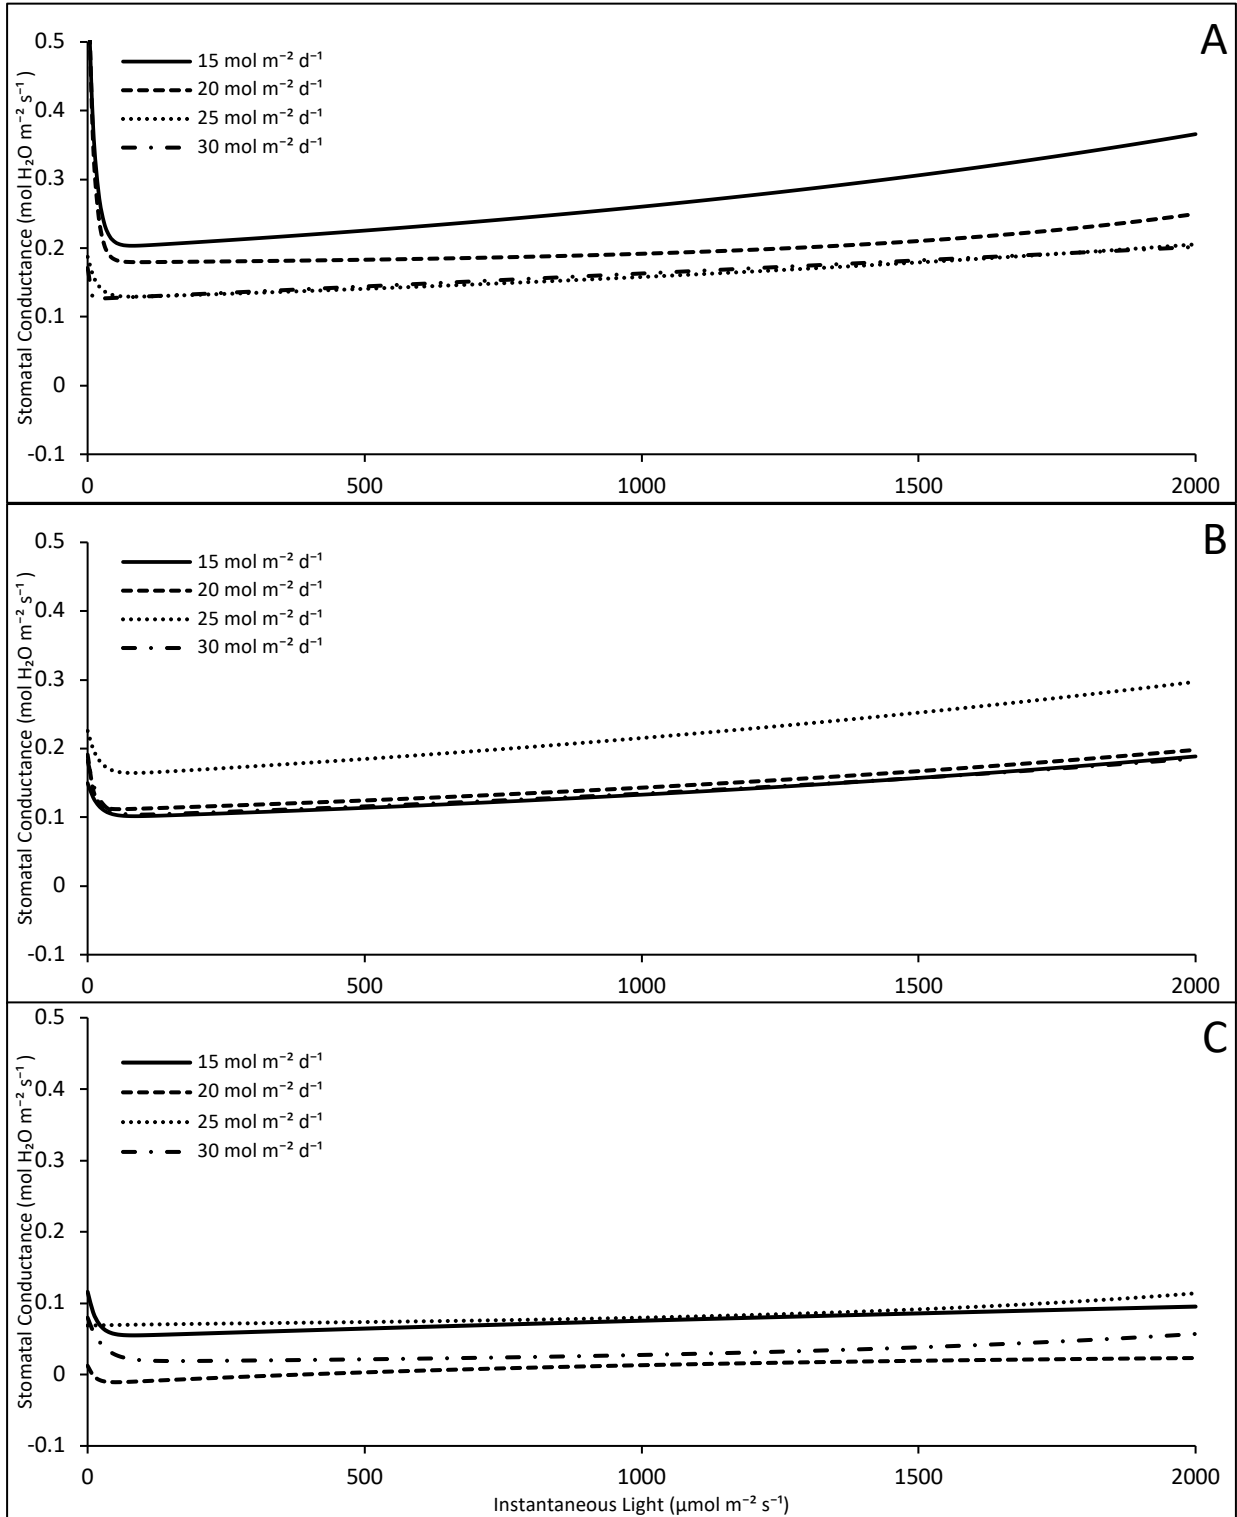 A
0.5
0.4
0.3
0.2
0.1
0
-0.1
Stomatal Conductance (mol H₂O m⁻² s⁻¹ )
15 mol m⁻² d⁻¹
20 mol m⁻² d⁻¹
25 mol m⁻² d⁻¹
30 mol m⁻² d⁻¹
0 500 1000 1500 2000
B
0.5
0.4
0.3
0.2
0.1
0
-0.1
Stomatal Conductance (mol H₂O m⁻² s⁻¹ )
15 mol m⁻² d⁻¹
20 mol m⁻² d⁻¹
25 mol m⁻² d⁻¹
30 mol m⁻² d⁻¹
0 500 1000 1500 2000
C
0.5
0.4
0.3
0.2
0.1
0
-0.1
Stomatal Conductance (mol H₂O m⁻² s⁻¹ )
15 mol m⁻² d⁻¹
20 mol m⁻² d⁻¹
25 mol m⁻² d⁻¹
30 mol m⁻² d⁻¹
0 500 1000 1500 2000
Instantaneous Light (μmol m⁻² s⁻¹)